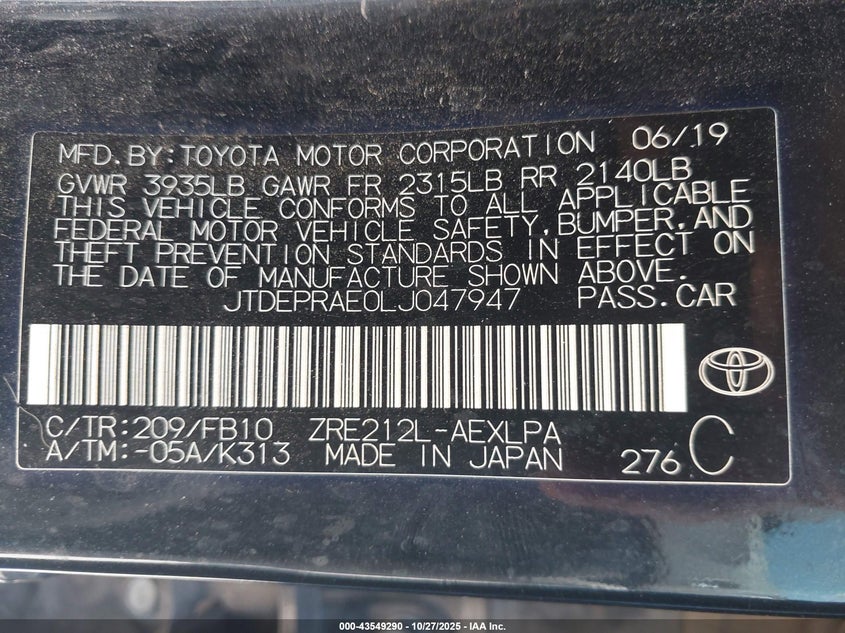 MFD.BY:TOYOTA MOTOR CORPORATION 06/19
GVWR 3935LB GAWR FR 2315LB RR 2140LB
THIS VEHICLE CONFORMS TO ALL APPLICABLE
FEDERAL MOTOR VEHICLE SAFETY,BUMPER,AND
THEFT PREVENTION STANDARDS IN EFFECT ON
THE DATE OF MANUFACTURE SHOWN ABOVE.
JTDEPRAE0LJ047947 PASS.CAR
C/TR:209/FB10 ZRE212L-AEXLPA
A/TM:-05A/K313 MADE IN JAPAN 276 C
000-43549290 | 10/27/2025 - IAA Inc.